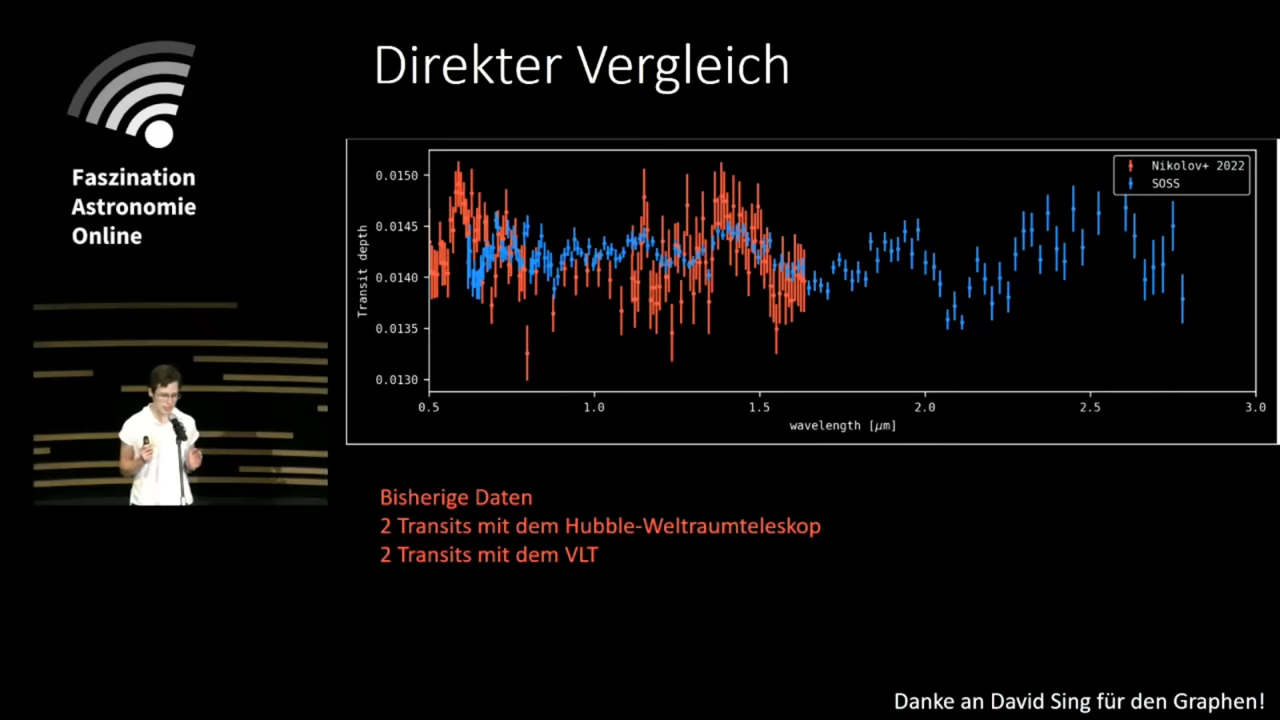 Direkter Vergleich
Faszination
Astronomie
Online
Nikolov+ 2022
SOSS
Transit depth
0.0150
0.0145
0.0140
0.0135
0.0130
0.5 1.0 1.5 2.0 2.5 3.0
wavelength [μm]
Bisherige Daten
2 Transits mit dem Hubble-Weltraumteleskop
2 Transits mit dem VLT
Danke an David Sing für den Graphen!